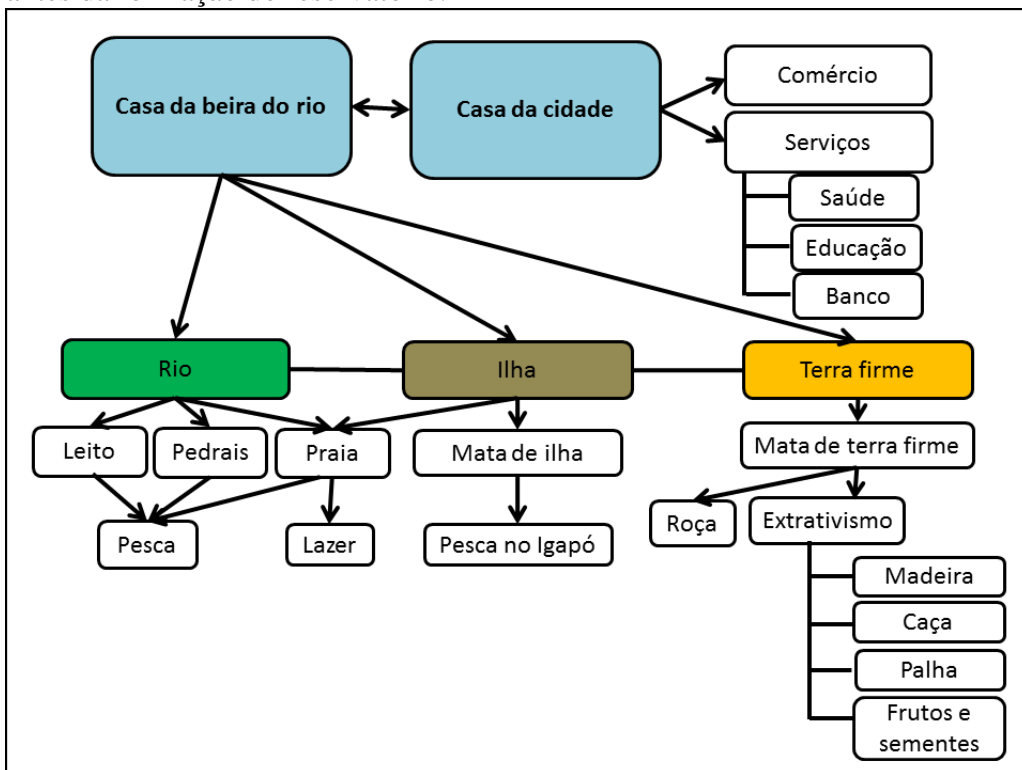 Casa da beira do rio
Casa da cidade
Comércio
Serviços
Saúde
Educação
Banco
Rio
Ilha
Terra firme
Leito
Pedrais
Praia
Mata de ilha
Mata de terra firme
Pesca
Lazer
Pesca no Igapó
Roça
Extrativismo
Madeira
Caça
Palha
Frutos e
sementes